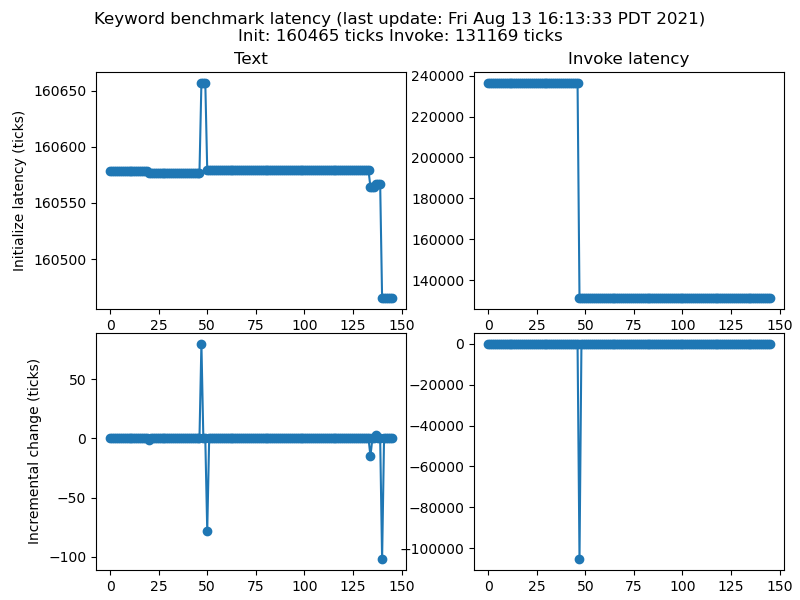 Keyword benchmark latency (last update: Fri Aug 13 16:13:33 PDT 2021)
Init: 160465 ticks Invoke: 131169 ticks
Text
Invoke latency
Initialize latency (ticks)
160650
160600
160550
160500
0 25 50 75 100 125 150
240000
220000
200000
180000
160000
140000
0 25 50 75 100 125 150
Incremental change (ticks)
50
0
−50
−100
0 25 50 75 100 125 150
0
−20000
−40000
−60000
−80000
−100000
0 25 50 75 100 125 150